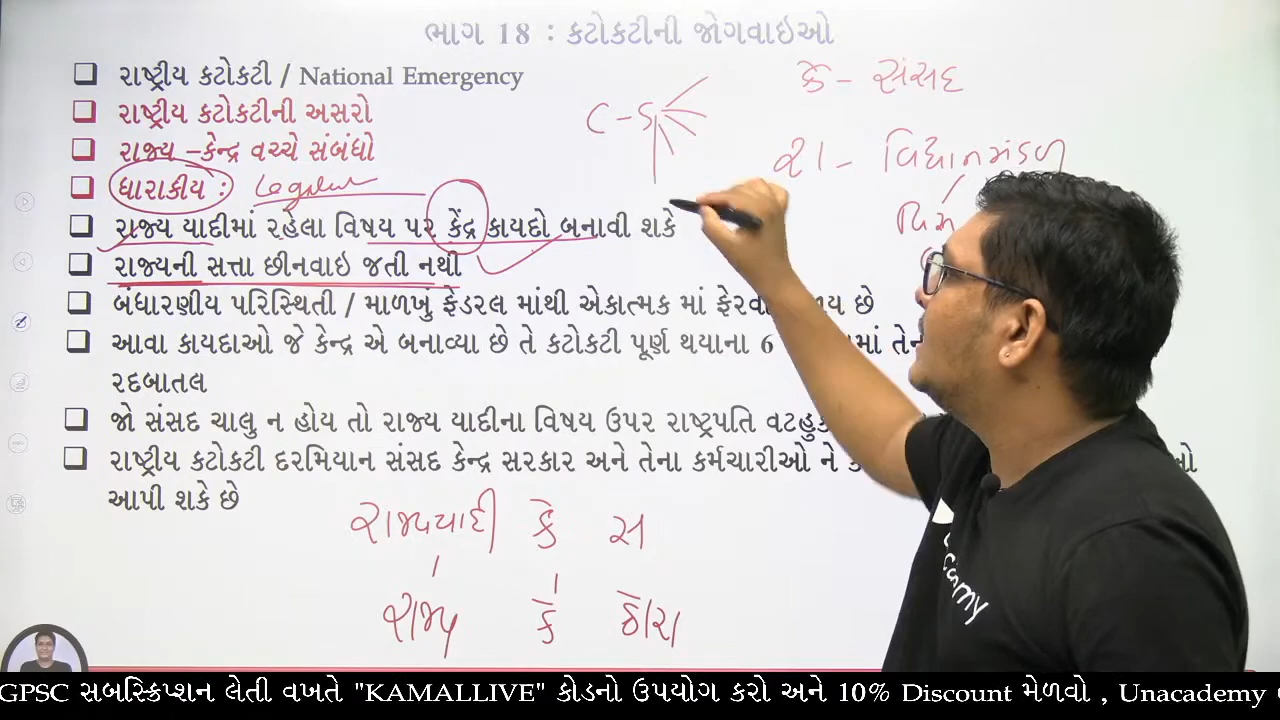 ભાગ 18 : કટોકટીની જોગવાઇઓ
રાષ્ટ્રીય કટોકટી / National Emergency
કે - સંસદ
રાષ્ટ્રીય કટોકટીની અસરો
C - S
રાજ્ય –કેન્દ્ર વચ્ચે સંબંધો
રા - વિધાનમંડળ
ધારાકીય :
રાજ્ય યાદીમાં રહેલા વિષય પર કેંદ્ર કાયદો બનાવી શકે
રાજ્યની સત્તા છીનવાઇ જતી નથી
બંધારણીય પરિસ્થિતી / માળખુ ફેડરલ માંથી એકાત્મક માં
છે
આવા કાયદાઓ જે કેન્દ્ર એ બનાવ્યા છે તે કટોકટી પૂર્ણ થયાના 6
રદબાતલ
જો સંસદ ચાલુ ન હોય તો રાજ્ય યાદીના વિષય ઉપર રાષ્ટ્રપતિ
રાષ્ટ્રીય કટોકટી દરમિયાન સંસદ કેન્દ્ર સરકાર અને તેના કર્મચારીઓ ને
આપી શકે છે
રાજ્યયાદી કે સ
રાજ્ય કે
GPSC સબસ્ક્રિપ્શન લેતી વખતે "KAMALLIVE" કોડનો ઉપયોગ કરો અને 10% Discount મેળવો , Unacademy